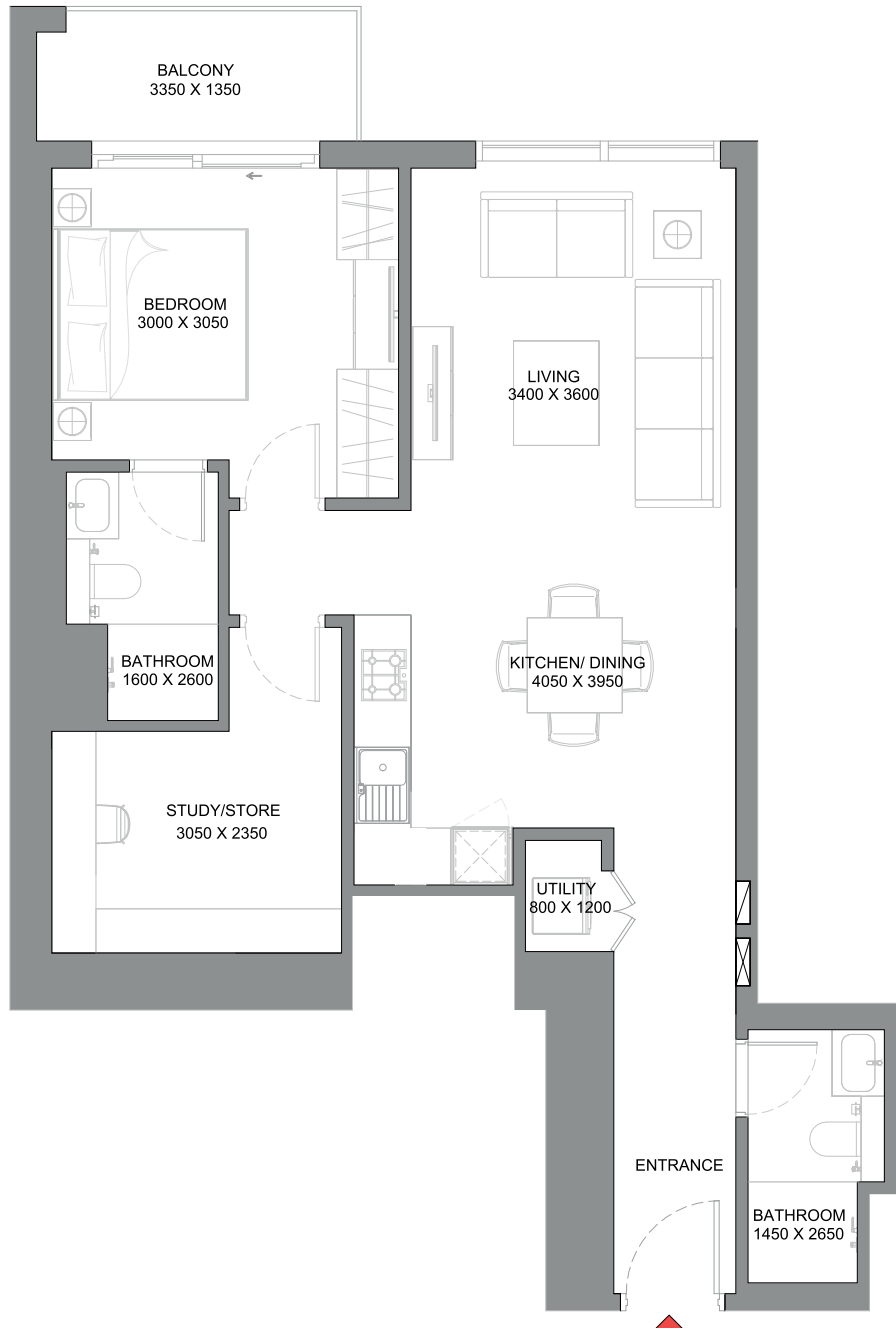 BALCONY
3350 X 1350
BEDROOM
3000 X 3050
LIVING
3400 X 3600
BATHROOM
1600 X 2600
KITCHEN/ DINING
4050 X 3950
STUDY/STORE
3050 X 2350
UTILITY
800 X 1200
ENTRANCE
BATHROOM
1450 X 2650